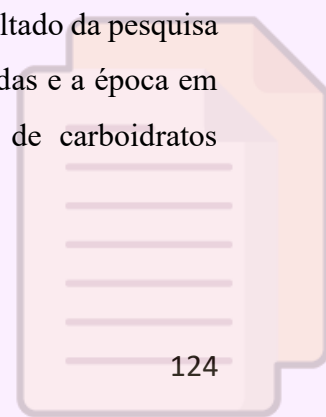 ltado da pesquisa
das e a época em
de carboidratos
124